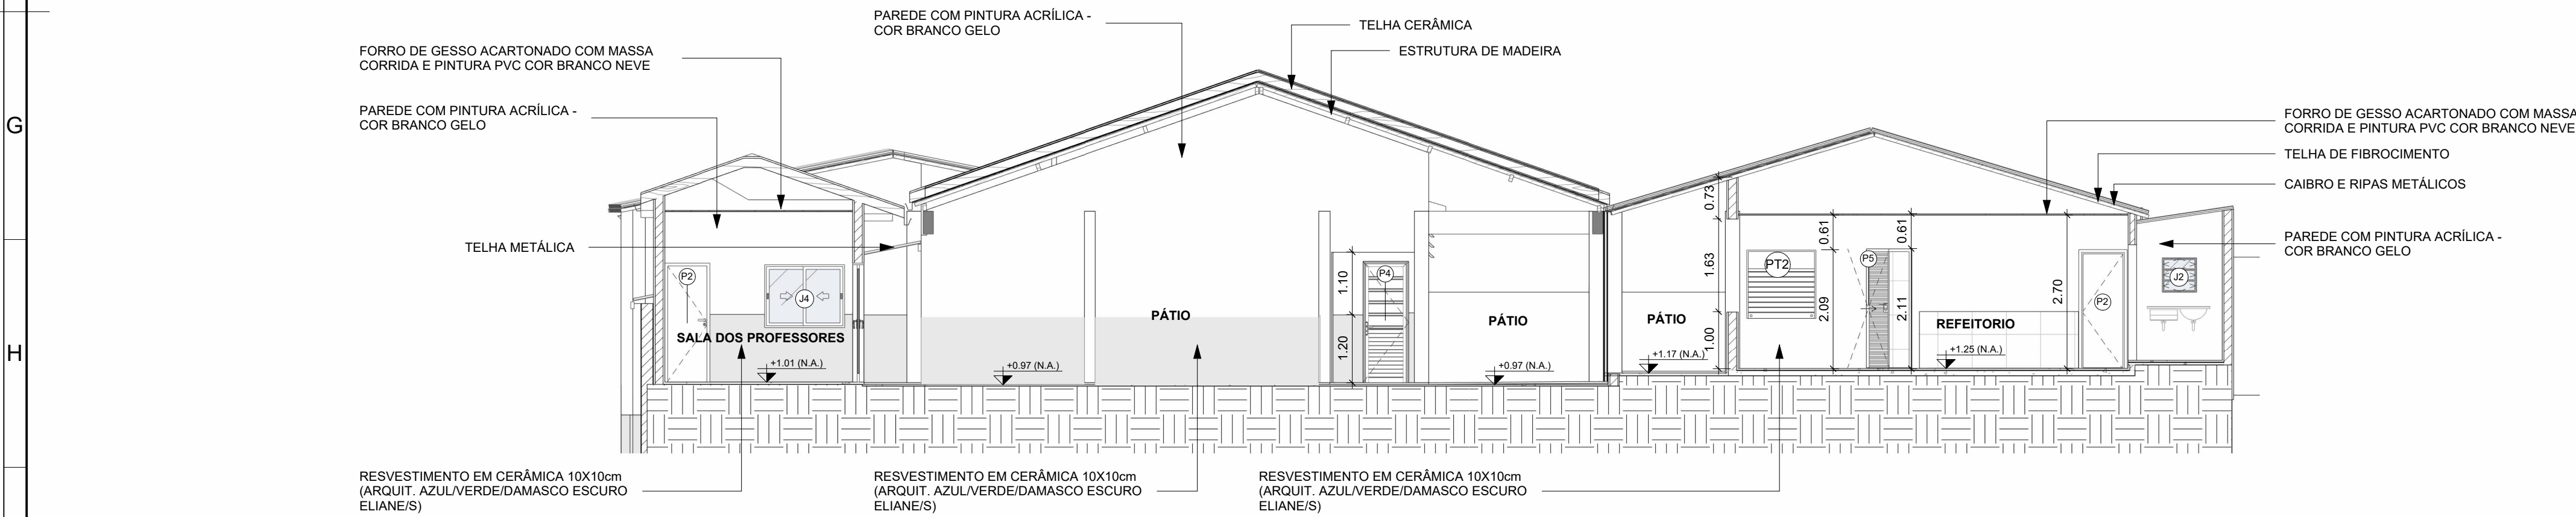 PAREDE COM PINTURA ACRÍLICA -
COR BRANCO GELO
TELHA CERÂMICA
ESTRUTURA DE MADEIRA
FORRO DE GESSO ACARTONADO COM MASSA
CORRIDA E PINTURA PVC COR BRANCO NEVE
PAREDE COM PINTURA ACRÍLICA -
COR BRANCO GELO
TELHA METÁLICA
G
H
FORRO DE GESSO ACARTONADO COM MASSA
CORRIDA E PINTURA PVC COR BRANCO NEVE
TELHA DE FIBROCIMENTO
CAIBRO E RIPAS METÁLICOS
PAREDE COM PINTURA ACRÍLICA -
COR BRANCO GELO
P2
J4
SALA DOS PROFESSORES
+1.01 (N.A.)
PÁTIO
+0.97 (N.A.)
1.10
1.20
P4
PÁTIO
+0.97 (N.A.)
PÁTIO
+1.17 (N.A.)
0.73
1.63
1.00
PT2
0.61
2.09
P5
0.61
2.11
REFEITORIO
+1.25 (N.A.)
2.70
P2
J2
RESVESTIMENTO EM CERÂMICA 10X10cm
(ARQUIT. AZUL/VERDE/DAMASCO ESCURO
ELIANE/S)
RESVESTIMENTO EM CERÂMICA 10X10cm
(ARQUIT. AZUL/VERDE/DAMASCO ESCURO
ELIANE/S)
RESVESTIMENTO EM CERÂMICA 10X10cm
(ARQUIT. AZUL/VERDE/DAMASCO ESCURO
ELIANE/S)